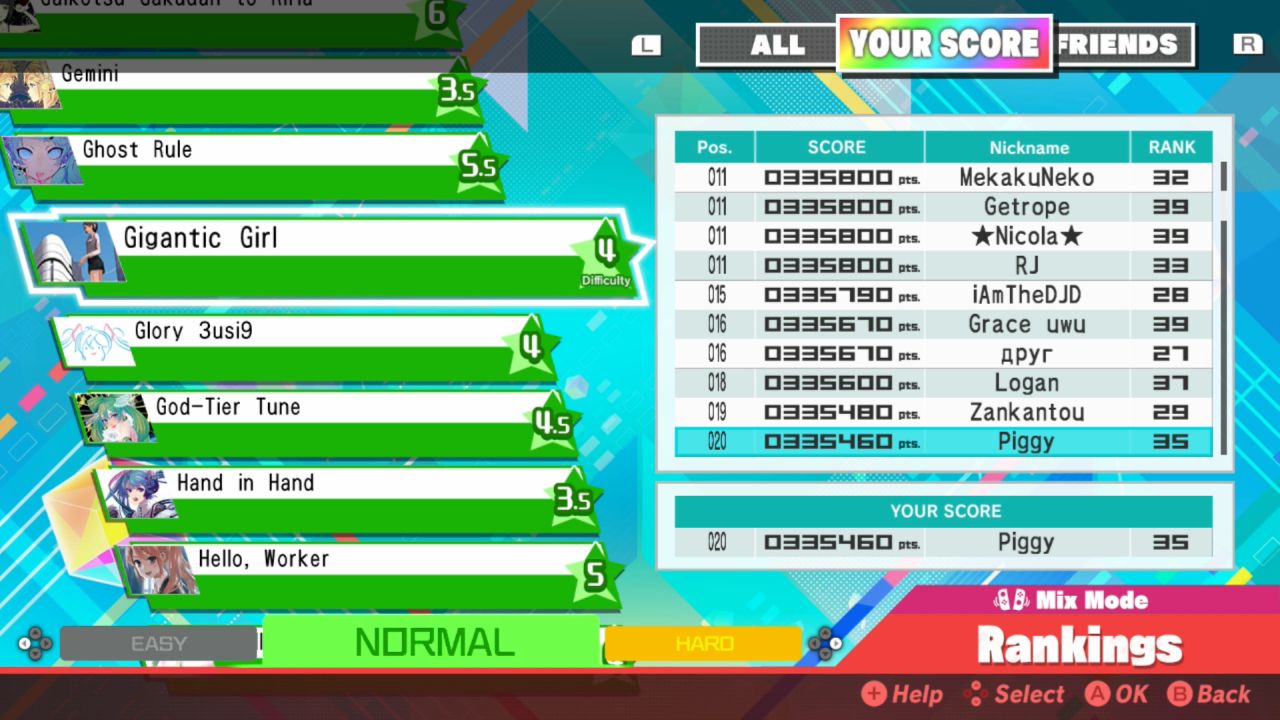 Gaikotsu Gakudan to Riria
6
Gemini
3.5
Ghost Rule
5.5
Gigantic Girl
4
Difficulty
Glory 3usi9
4
God-Tier Tune
4.5
Hand in Hand
3.5
Hello, Worker
5
EASY
NORMAL
HARD
L
ALL
YOUR SCORE
FRIENDS
R
Pos. SCORE Nickname RANK
011 0335800 pts. MekakuNeko 32
011 0335800 pts. Getrope 39
011 0335800 pts. ★Nicola★ 39
011 0335800 pts. RJ 33
015 0335790 pts. iAmTheDJD 28
016 0335670 pts. Grace uwu 39
016 0335670 pts. друг 27
018 0335600 pts. Logan 37
019 0335480 pts. Zankantou 29
020 0335460 pts. Piggy 35
YOUR SCORE
020 0335460 pts. Piggy 35
Mix Mode
Rankings
+ Help Select A OK B Back